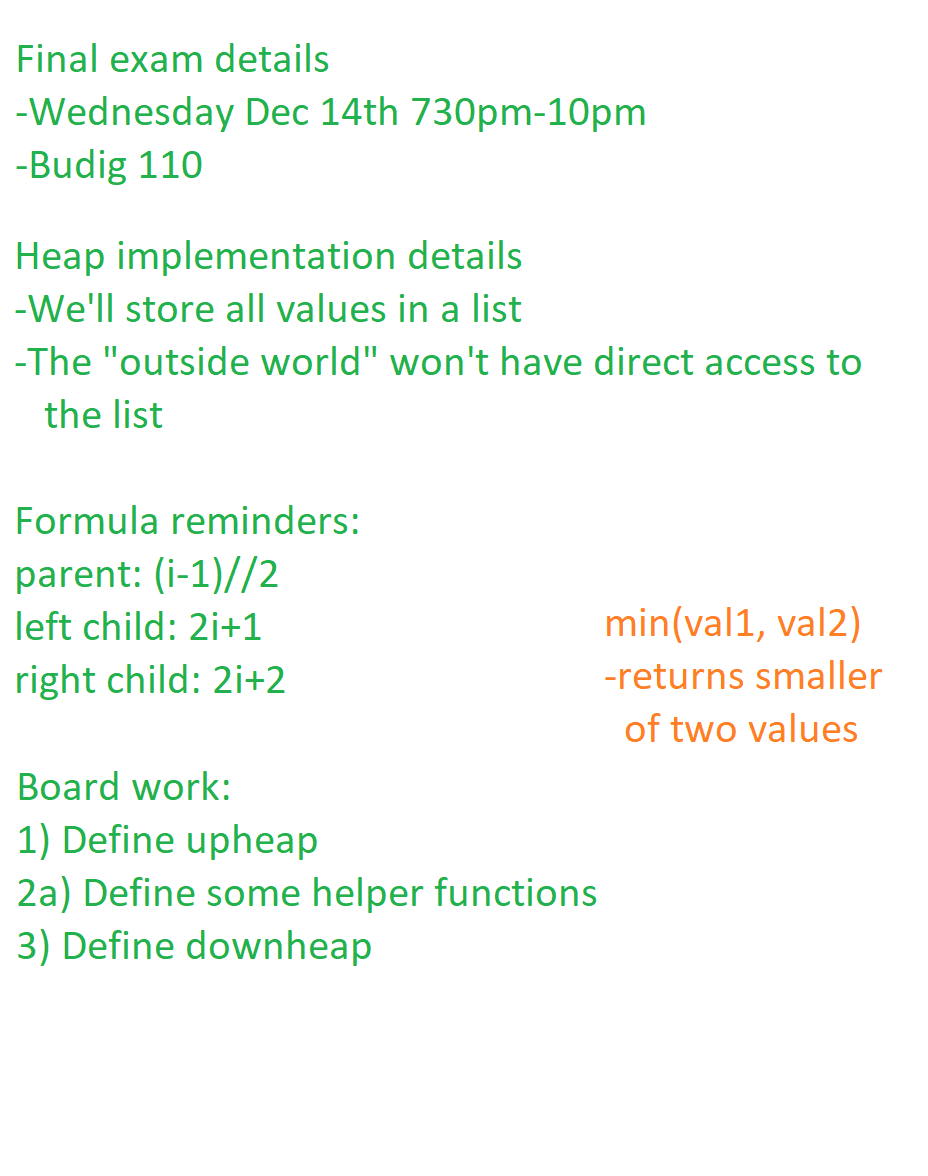 Final exam details
-Wednesday Dec 14th 730pm-10pm
-Budig 110
Heap implementation details
-We'll store all values in a list
-The "outside world" won't have direct access to
the list
Formula reminders:
parent: (i-1)//2
left child: 2i+1
right child: 2i+2
min(val1, val2)
-returns smaller
of two values
Board work:
1) Define upheap
2a) Define some helper functions
3) Define downheap